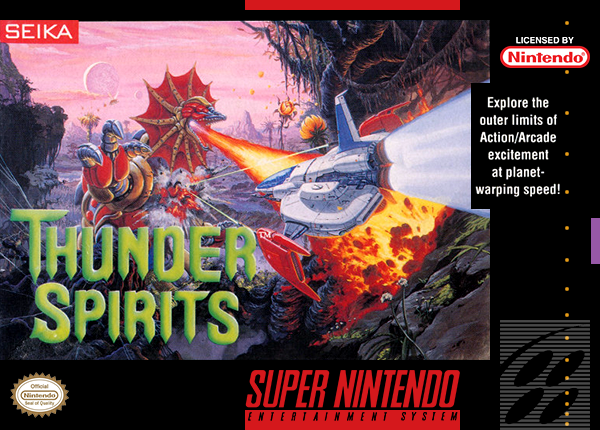 SEIKA
LICENSED BY
Nintendo
Explore the
outer limits of
Action/Arcade
excitement
at planet-
warping speed!
THUNDER
SPIRITS
TM
Official
Nintendo
Seal of Quality
SUPER NINTENDO
ENTERTAINMENT SYSTEM